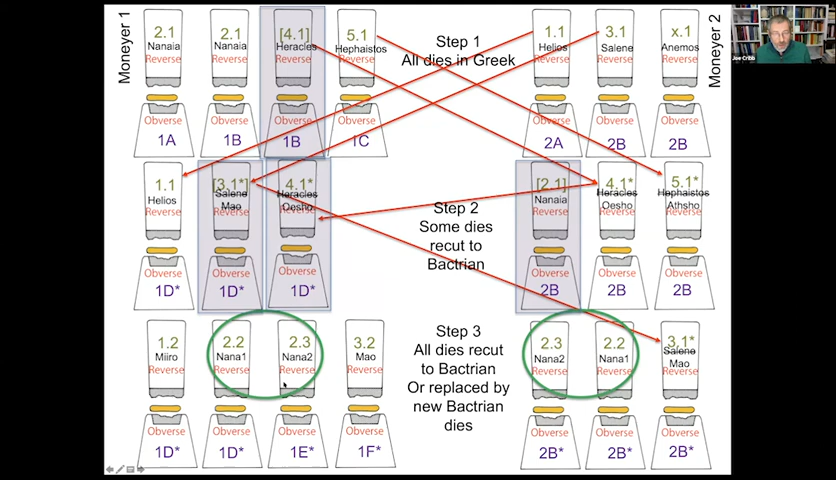 Moneyer 1
2.1
Nanaia
Reverse
Obverse
1A
2.1
Nanaia
Reverse
Obverse
1B
[4.1]
Heracles
Reverse
Obverse
1B
5.1
Hephaistos
Reverse
Obverse
1C
Step 1
All dies in Greek
1.1
Helios
Reverse
Obverse
2A
3.1
Salene
Reverse
Obverse
2B
x.1
Anemos
Reverse
Obverse
2B
Moneyer 2
Joe Cribb
1.1
Helios
Reverse
Obverse
1D*
[3.1*]
Salene
Mao
Reverse
Obverse
1D*
4.1*
Heracles
Oesho
Reverse
Obverse
1D*
Step 2
Some dies
recut to
Bactrian
[2.1]
Nanaia
Reverse
Obverse
2B
4.1*
Heracles
Oesho
Reverse
Obverse
2B
5.1*
Hephaistos
Athsho
Reverse
Obverse
2B
1.2
Miiro
Reverse
Obverse
1D*
2.2
Nana1
Reverse
Obverse
1D*
2.3
Nana2
Reverse
Obverse
1E*
3.2
Mao
Reverse
Obverse
1F*
Step 3
All dies recut
to Bactrian
Or replaced by
new Bactrian
dies
2.3
Nana2
Reverse
Obverse
2B*
2.2
Nana1
Reverse
Obverse
2B*
3.1*
Salene
Mao
Reverse
Obverse
2B*